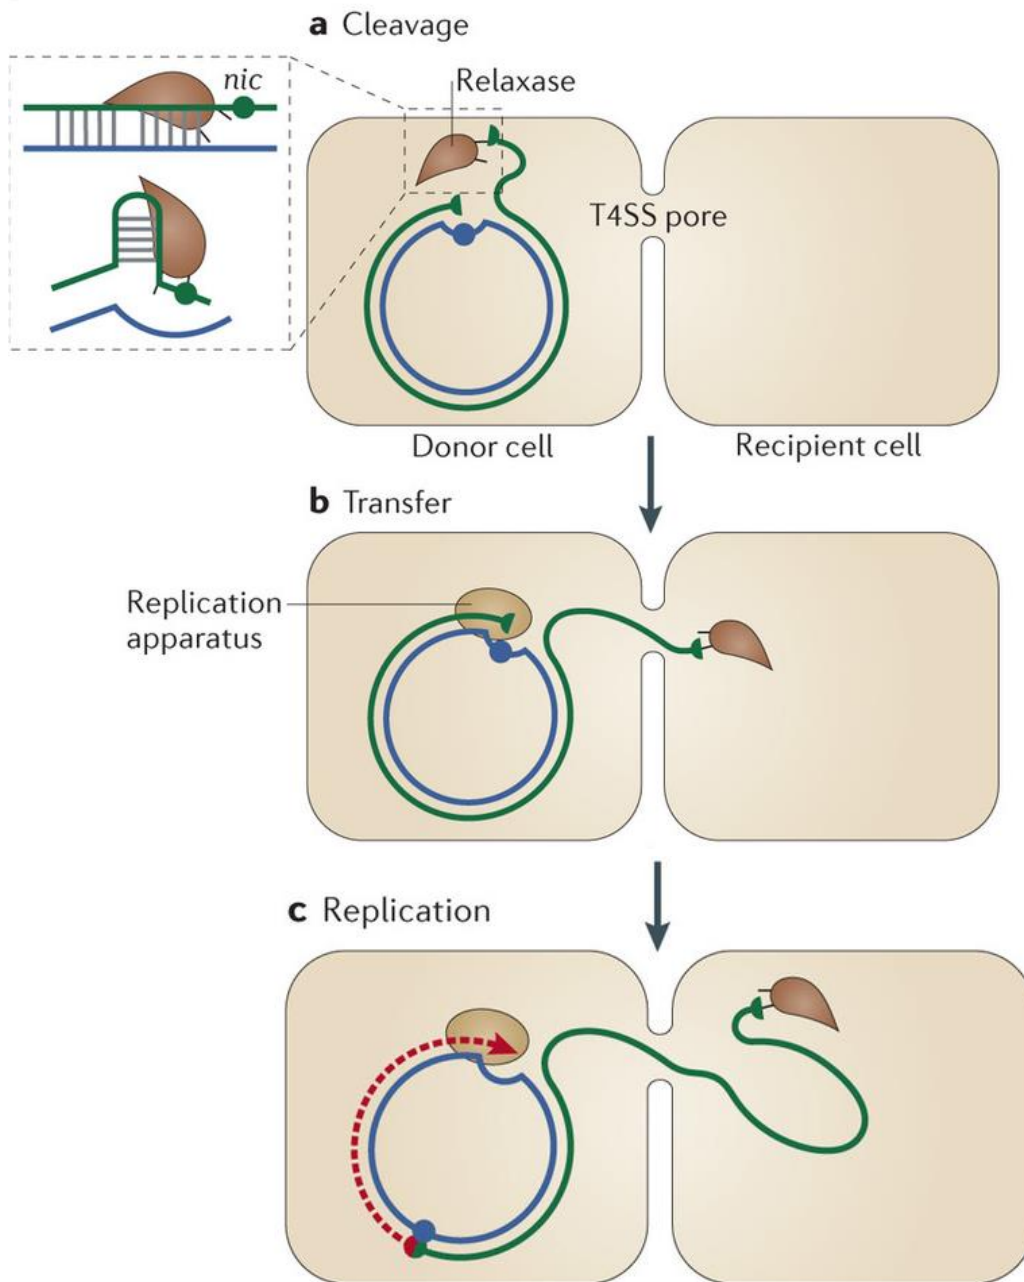 a Cleavage
nic
Relaxase
T4SS pore
Donor cell
Recipient cell
b Transfer
Replication
apparatus
c Replication